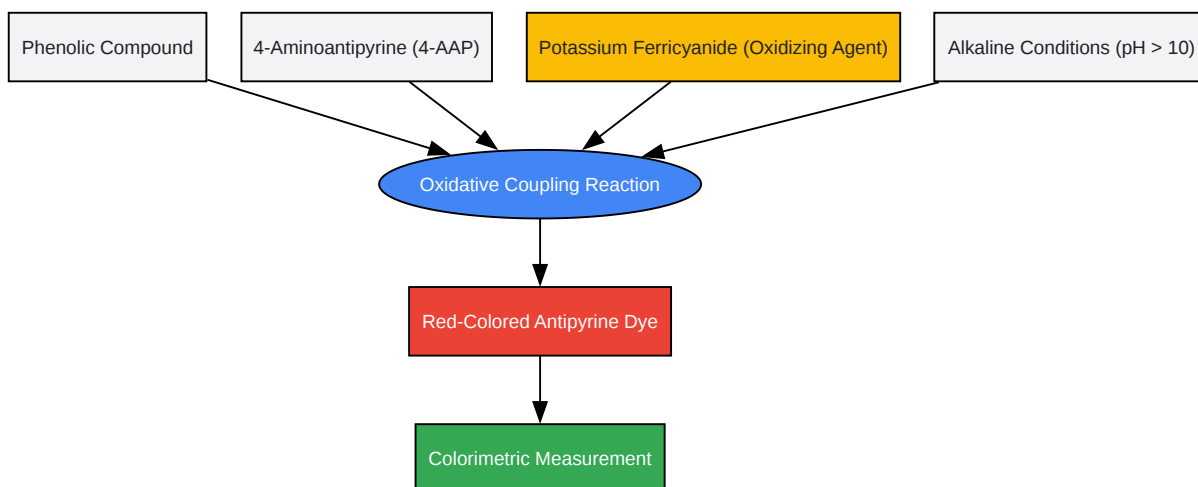 Phenolic Compound
4-Aminoantipyrine (4-AAP)
Potassium Ferricyanide (Oxidizing Agent)
Alkaline Conditions (pH > 10)
Oxidative Coupling Reaction
Red-Colored Antipyrine Dye
Colorimetric Measurement